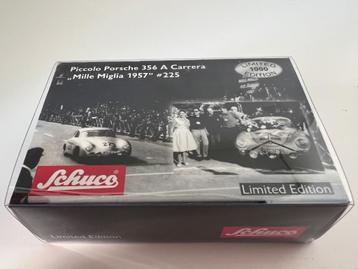 Piccolo Porsche 356 A Carrera
„Mille Miglia 1957" #225
LIMITED
1000
EDITION
Schuco
Limited Edition
Limited Edition
Schuco